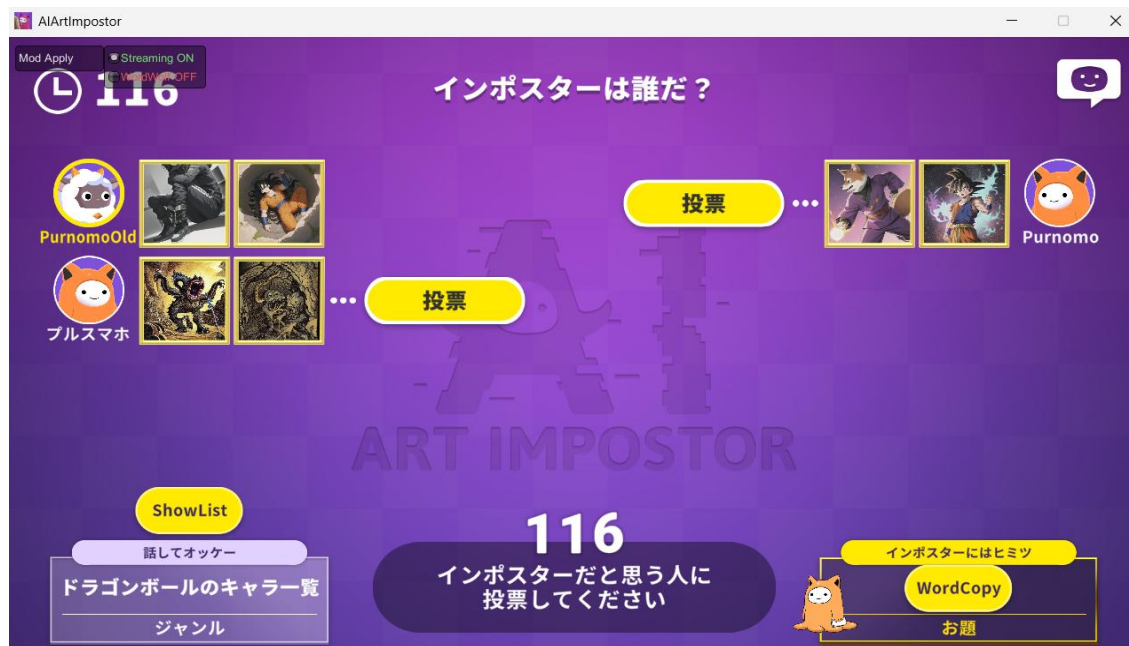 AIArtImpostor
Mod Apply
Streaming ON
WordWolf OFF
116
インポスターは誰だ？
PurnomoOld
投票
Purnomo
プルスマホ
投票
AI
ART IMPOSTOR
ShowList
話してオッケー
ドラゴンボールのキャラ一覧
ジャンル
116
インポスターだと思う人に
投票してください
インポスターにはヒミツ
WordCopy
お題